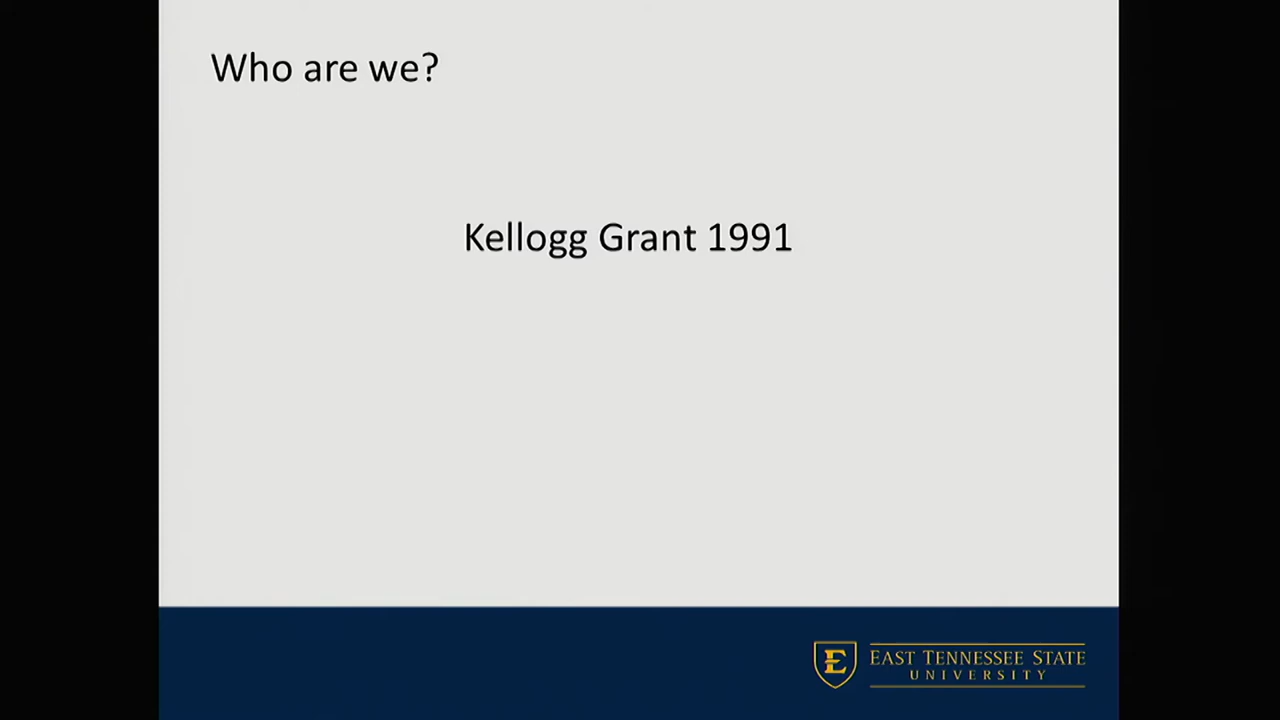 Who are we?
Kellogg Grant 1991
E
EAST TENNESSEE STATE
UNIVERSITY